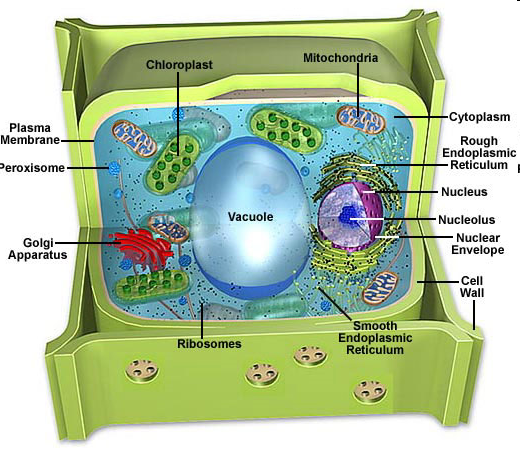 Chloroplast
Mitochondria
Cytoplasm
Plasma
Membrane
Rough
Endoplasmic
Reticulum
Peroxisome
Nucleus
Vacuole
Nucleolus
Golgi
Apparatus
Nuclear
Envelope
Cell
Wall
Smooth
Endoplasmic
Reticulum
Ribosomes